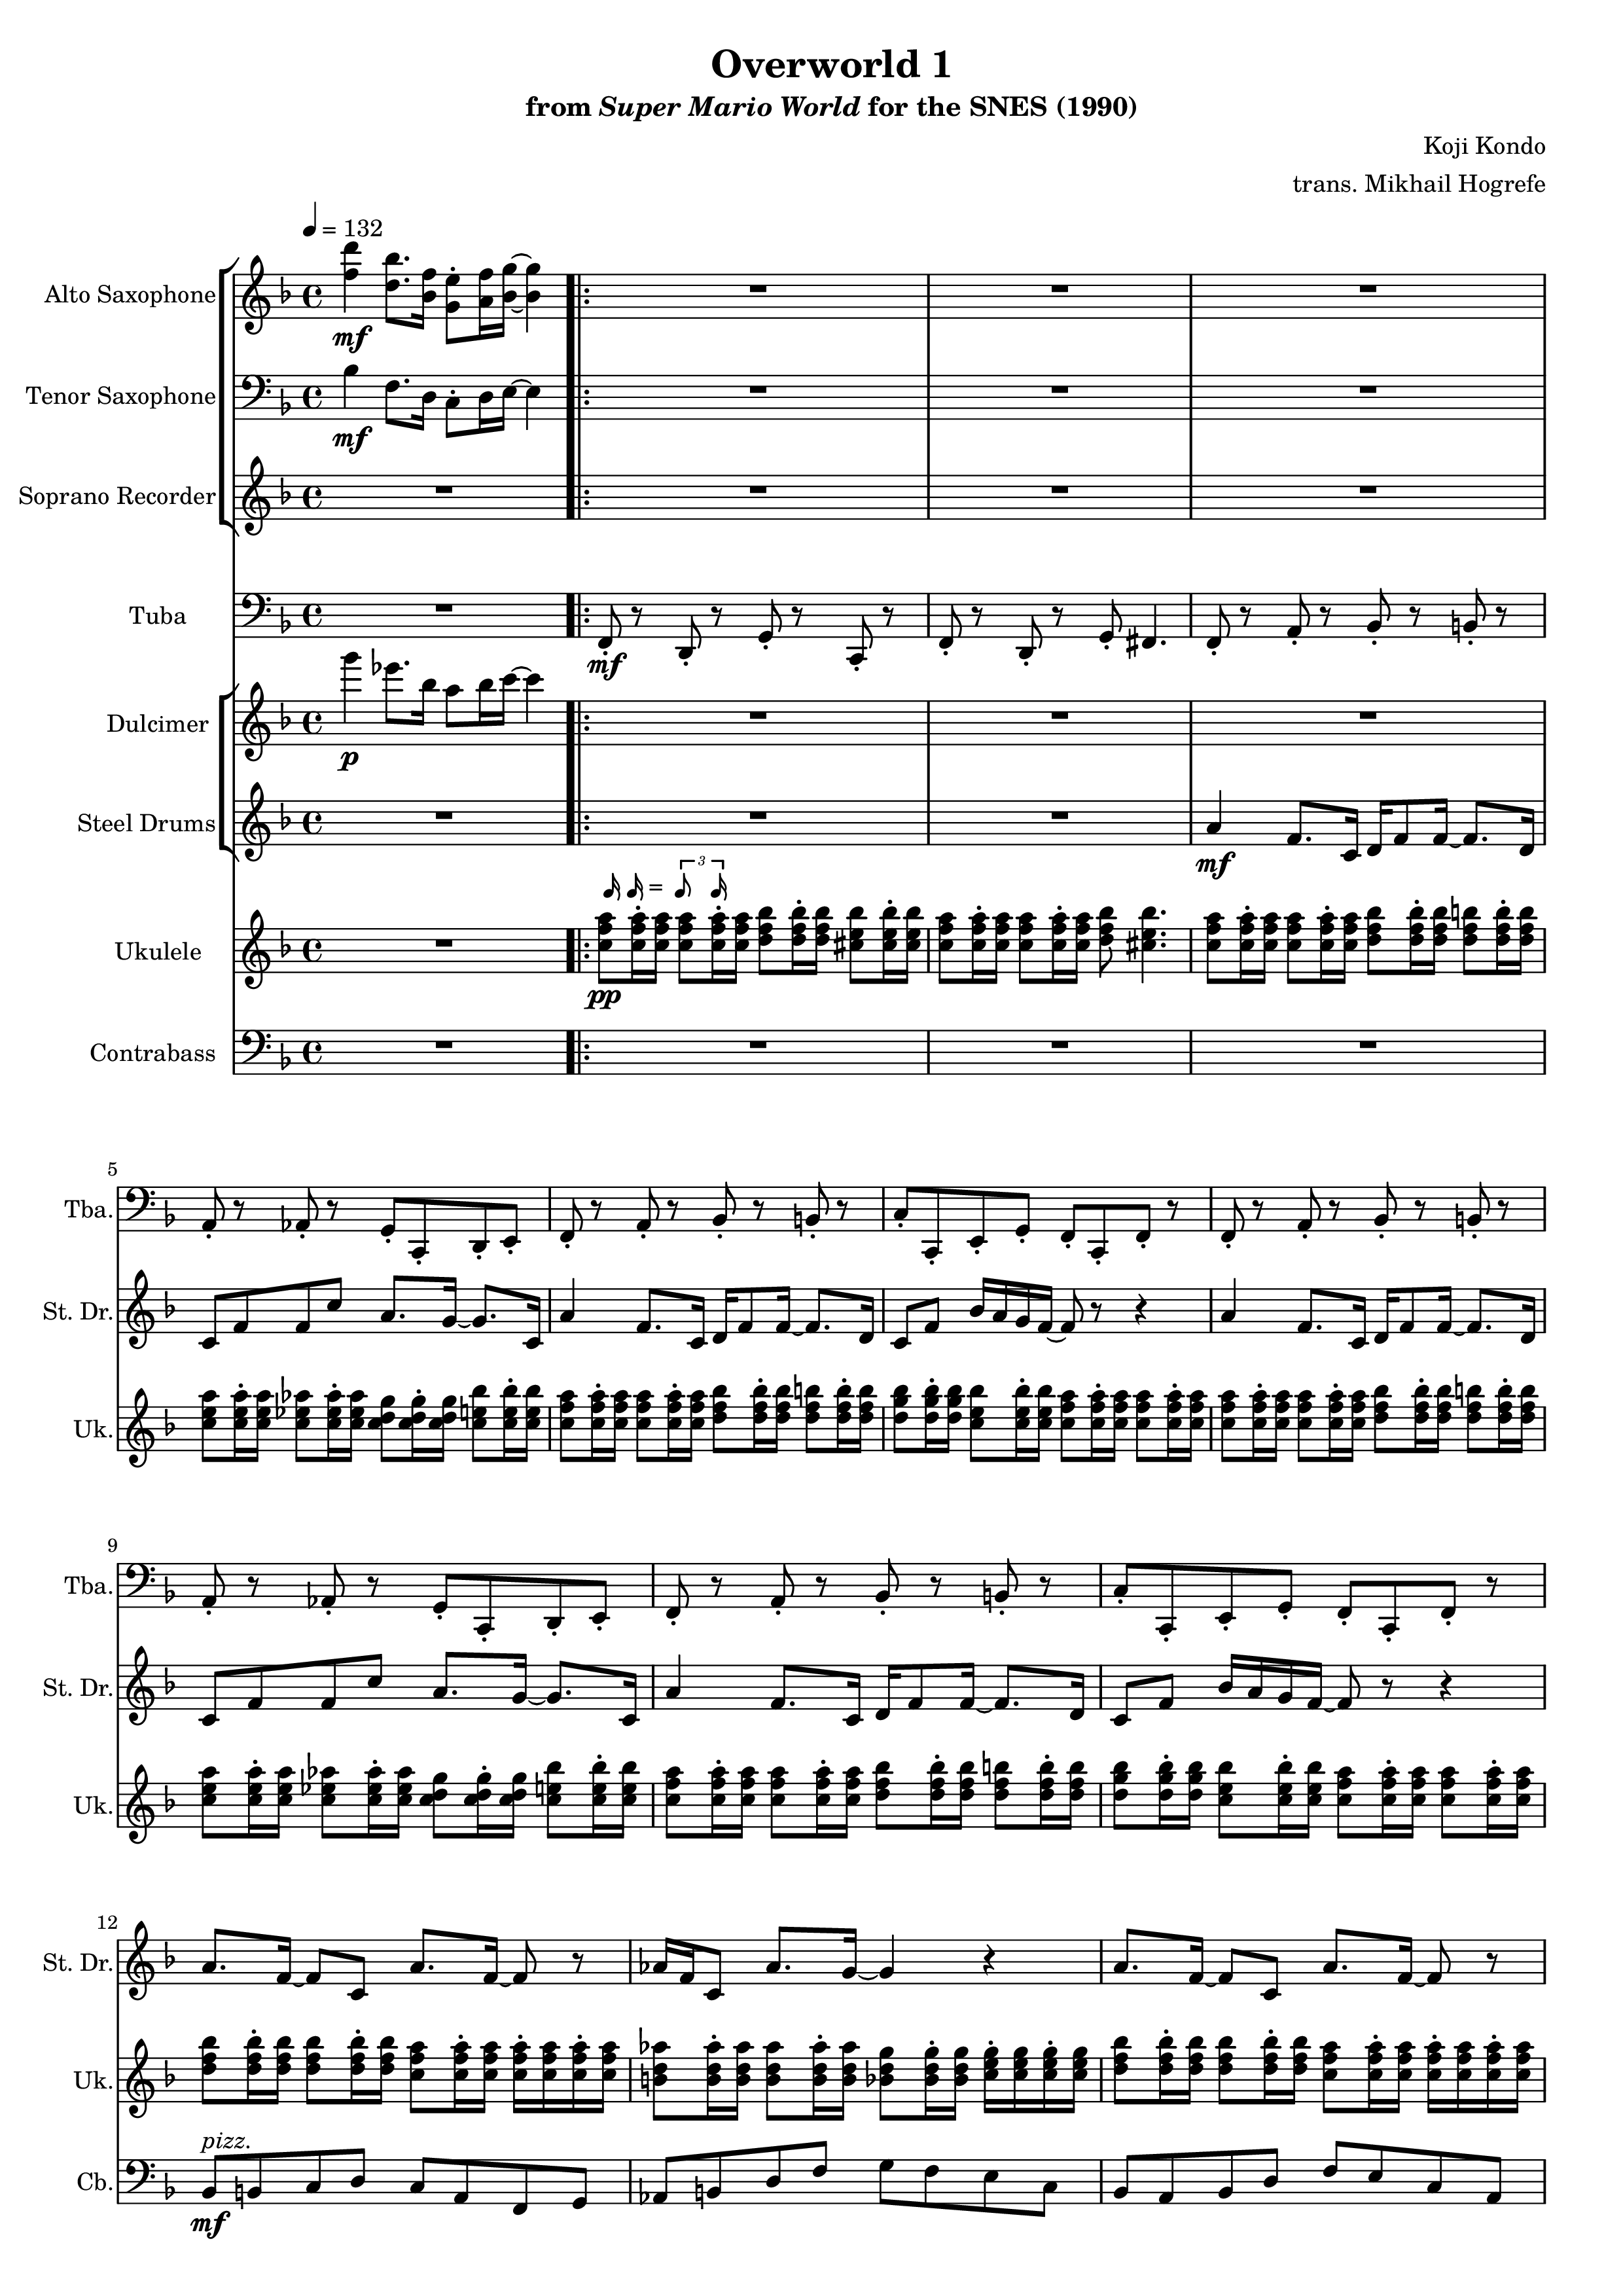 Overworld 1
from Super Mario World for the SNES (1990)
Koji Kondo
trans. Mikhail Hogrefe
= 132
Alto Saxophone
mf
Tenor Saxophone
mf
Soprano Recorder
Tuba
mf
Dulcimer
p
Steel Drums
mf
= 3
Ukulele
pp
Contrabass
5
Tba.
St. Dr.
Uk.
9
Tba.
St. Dr.
Uk.
12
St. Dr.
Uk.
pizz.
Cb.
mf